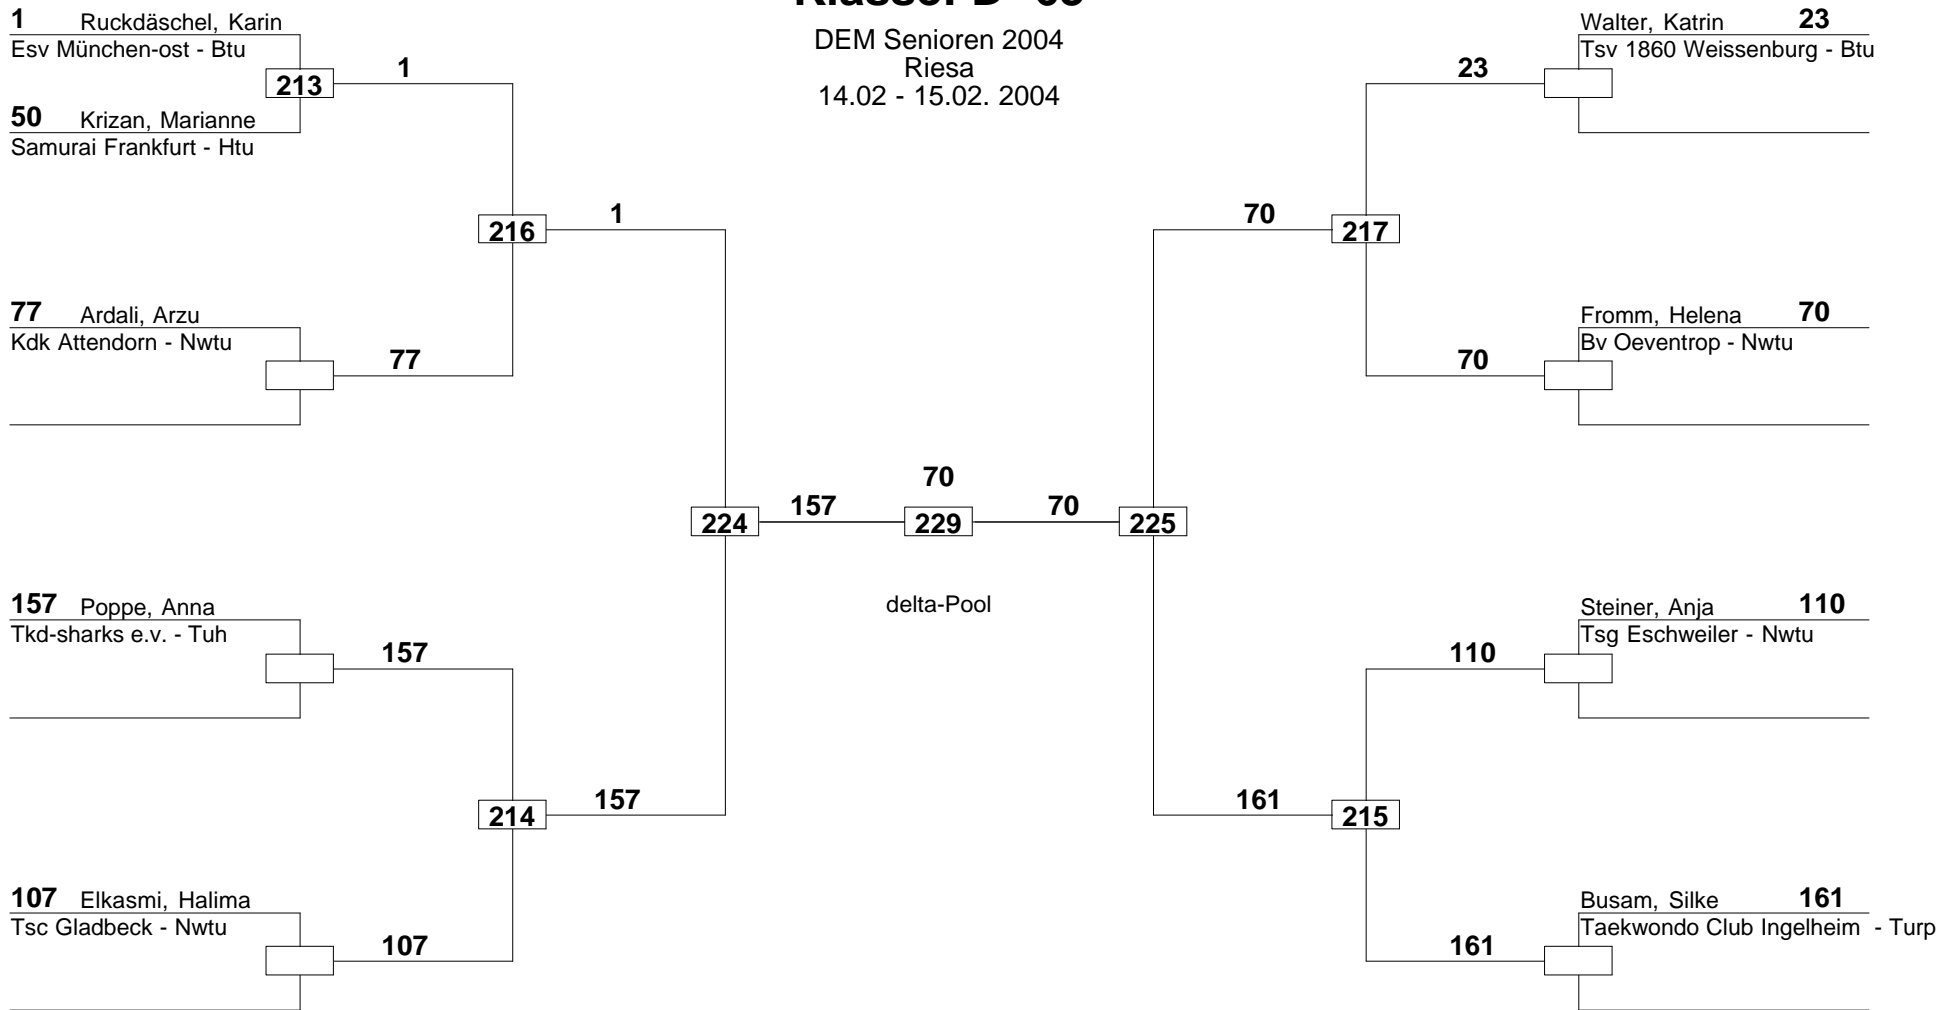 DEM Senioren 2004
Riesa
14.02 - 15.02. 2004
1 Ruckdäschel, Karin
Esv München-ost - Btu
213
1
50 Krizan, Marianne
Samurai Frankfurt - Htu
216
1
77 Ardali, Arzu
Kdk Attendorn - Nwtu
77
224
157
157 Poppe, Anna
Tkd-sharks e.v. - Tuh
157
214
157
107 Elkasmi, Halima
Tsc Gladbeck - Nwtu
107
70
229
delta-Pool
Walter, Katrin 23
Tsv 1860 Weissenburg - Btu
23
70
217
Fromm, Helena 70
Bv Oeventrop - Nwtu
70
70
225
Steiner, Anja 110
Tsg Eschweiler - Nwtu
110
161
215
Busam, Silke 161
Taekwondo Club Ingelheim - Turp
161